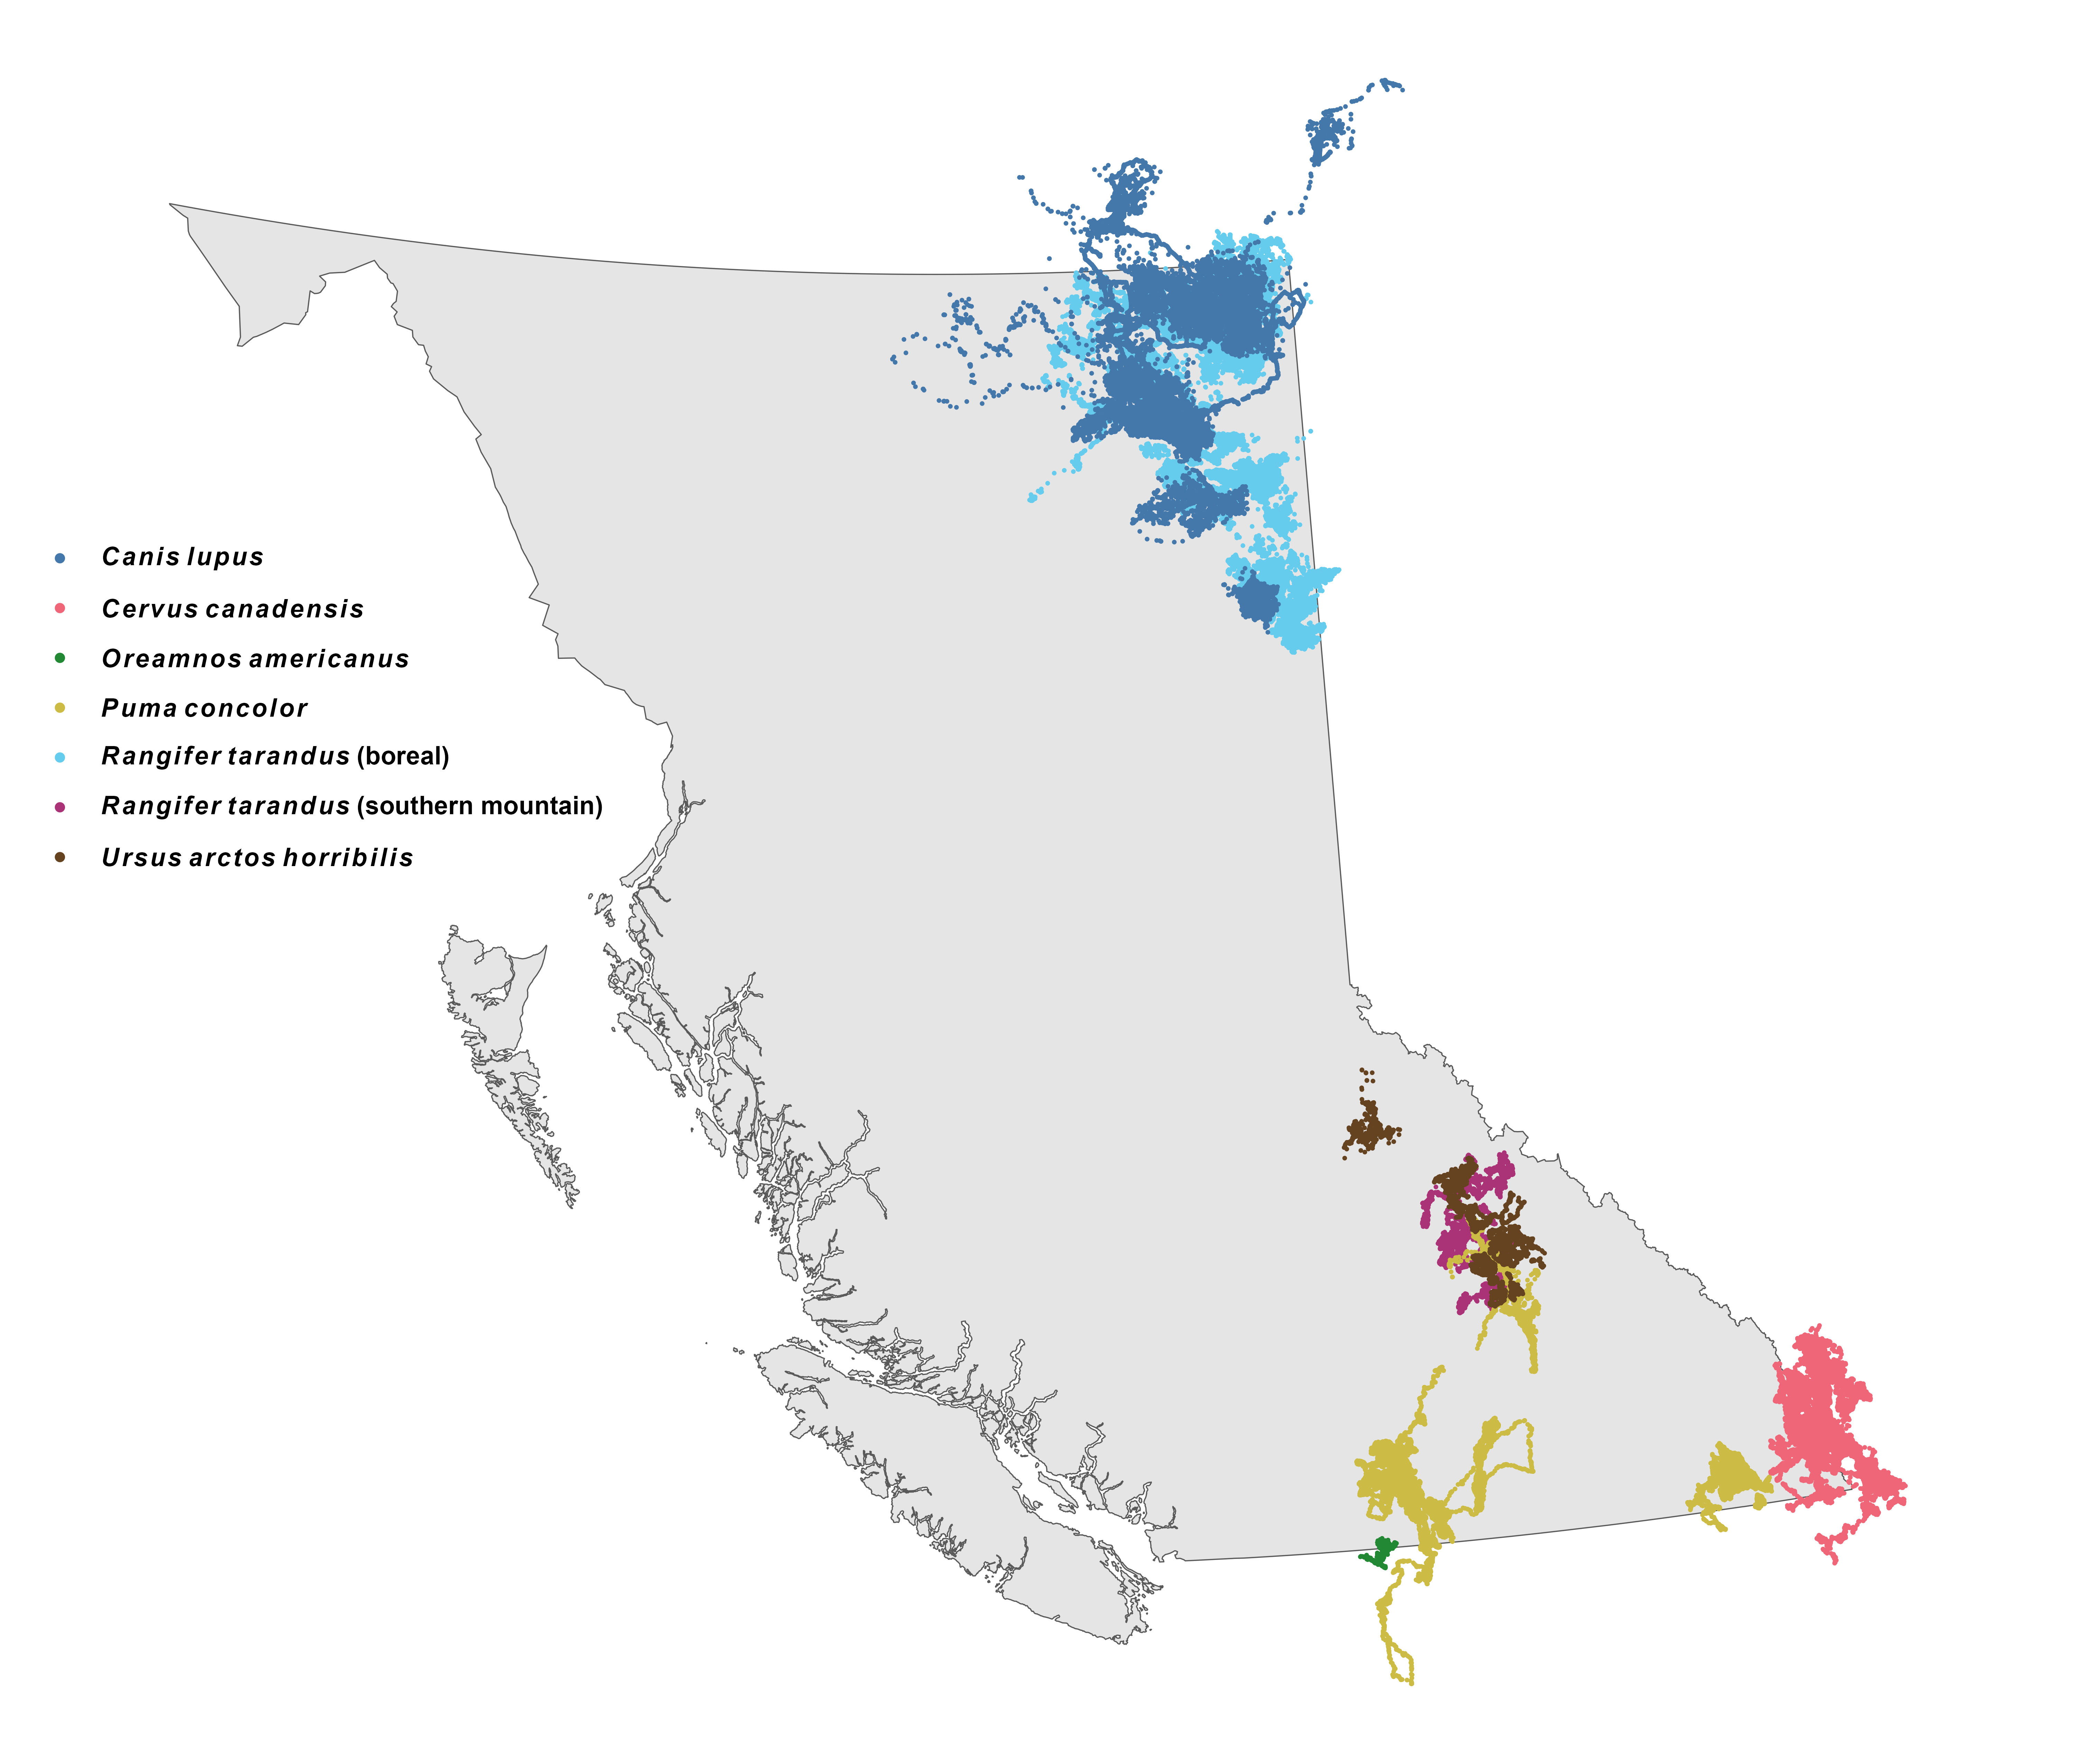 Canis lupus
Cervus canadensis
Oreamnos americanus
Puma concolor
Rangifer tarandus (boreal)
Rangifer tarandus (southern mountain)
Ursus arctos horribilis